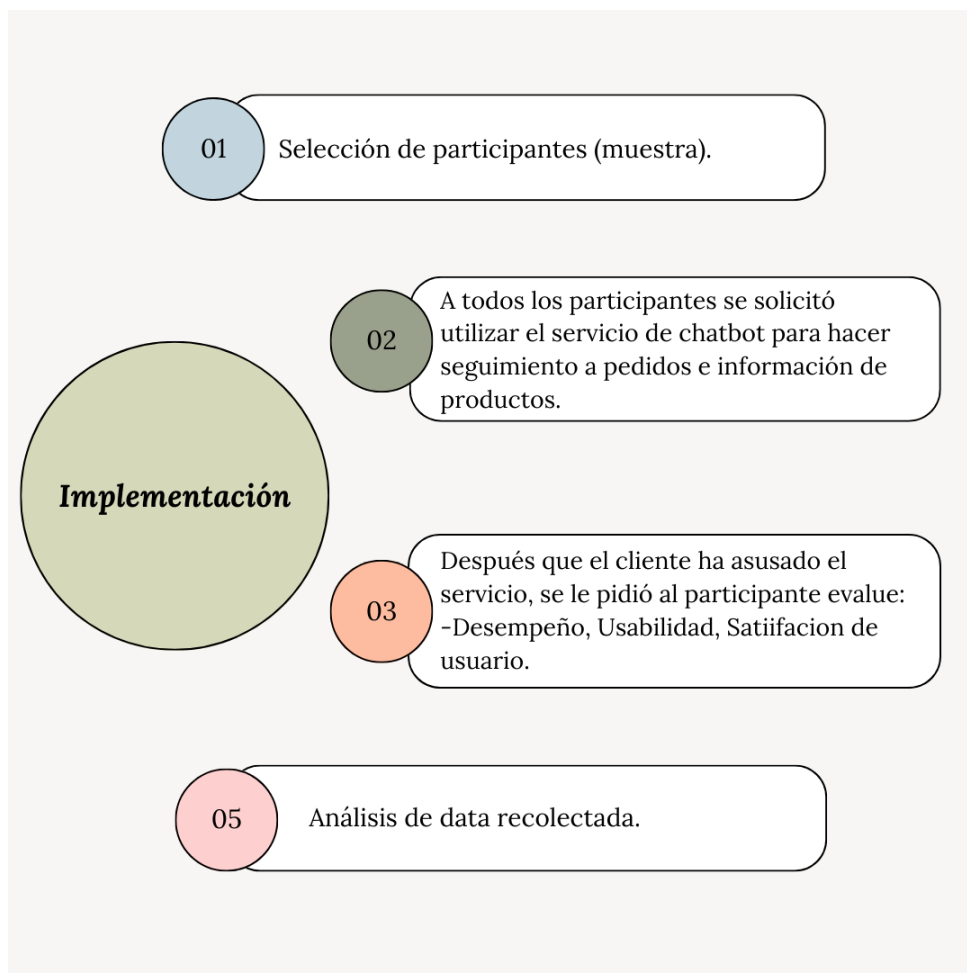 01
Selección de participantes (muestra).
02
A todos los participantes se solicitó
utilizar el servicio de chatbot para hacer
seguimiento a pedidos e información de
productos.
Implementación
03
Después que el cliente ha asusado el
servicio, se le pidió al participante evalue:
-Desempeño, Usabilidad, Satiifacion de
usuario.
05
Análisis de data recolectada.